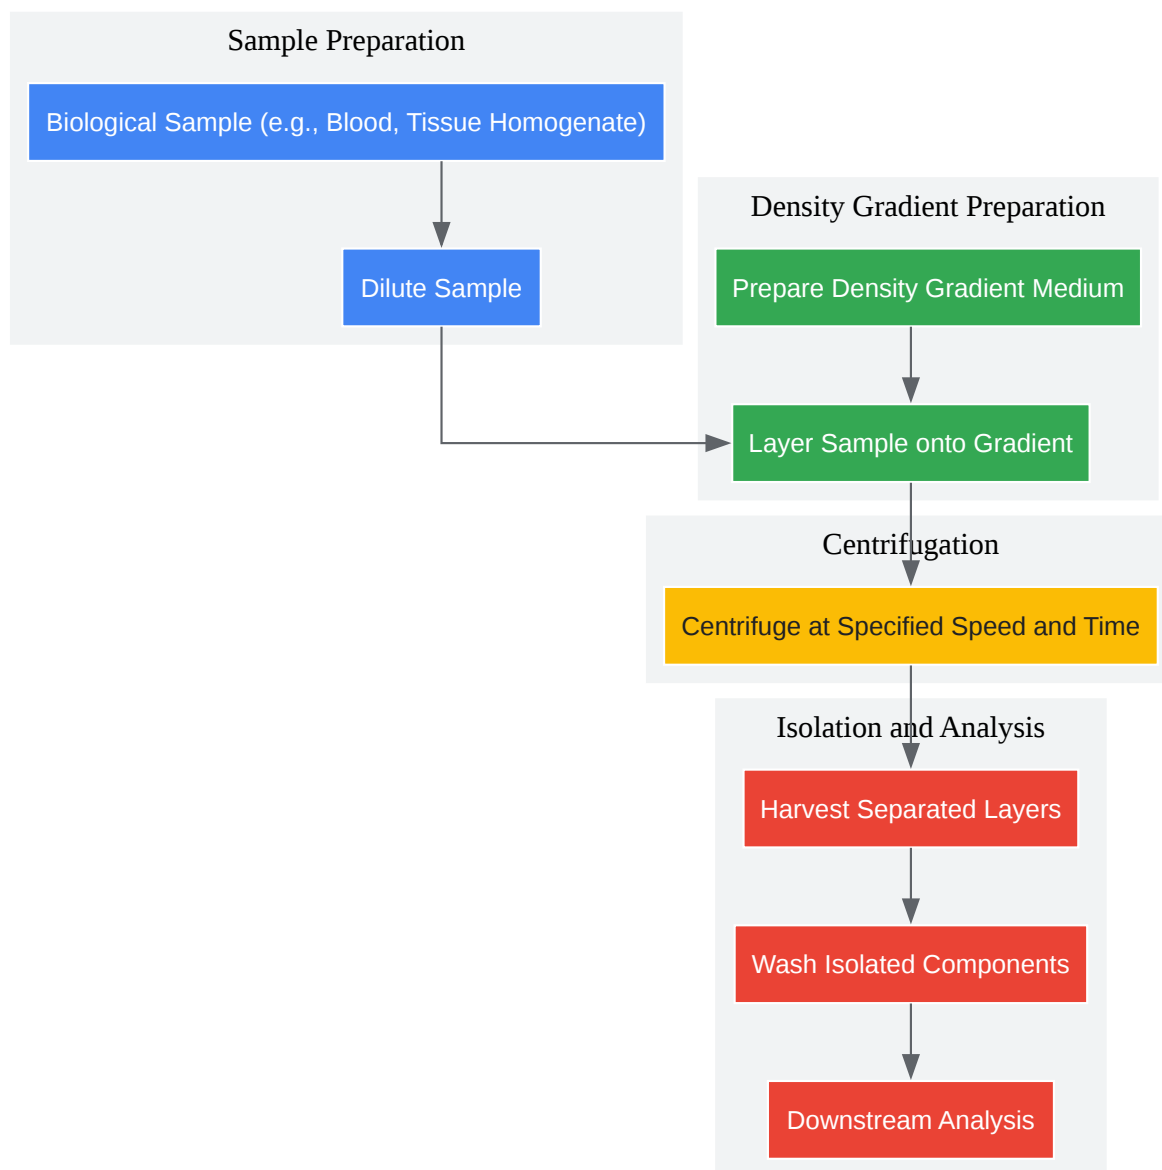 Sample Preparation
Biological Sample (e.g., Blood, Tissue Homogenate)
Dilute Sample
Density Gradient Preparation
Prepare Density Gradient Medium
Layer Sample onto Gradient
Centrifugation
Centrifuge at Specified Speed and Time
Isolation and Analysis
Harvest Separated Layers
Wash Isolated Components
Downstream Analysis